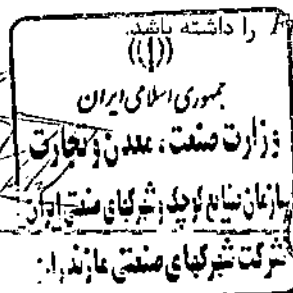 را داشته باشد.
جمهوری اسلامی ایران
وزارت صنعت، معدن و تجارت
سازمان صنایع کوچک و شهرکهای صنعتی ایران
شرکت شهرکهای صنعتی مازندران